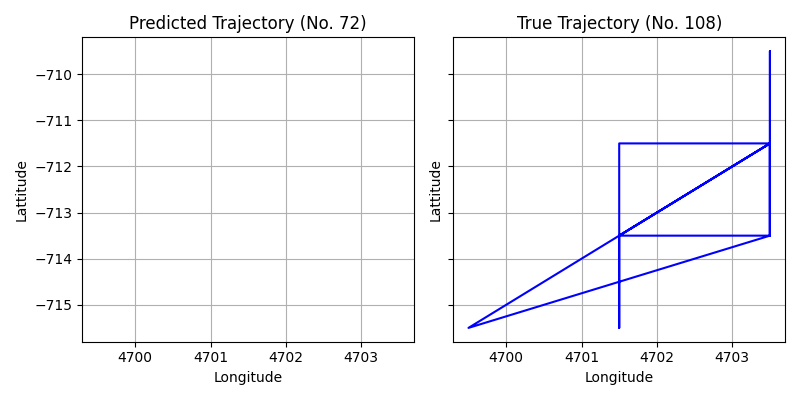 Predicted Trajectory (No. 72)
True Trajectory (No. 108)
−710
−711
−712
−713
−714
−715
Lattitude
4700
4701
4702
4703
Longitude
Lattitude
4700
4701
4702
4703
Longitude